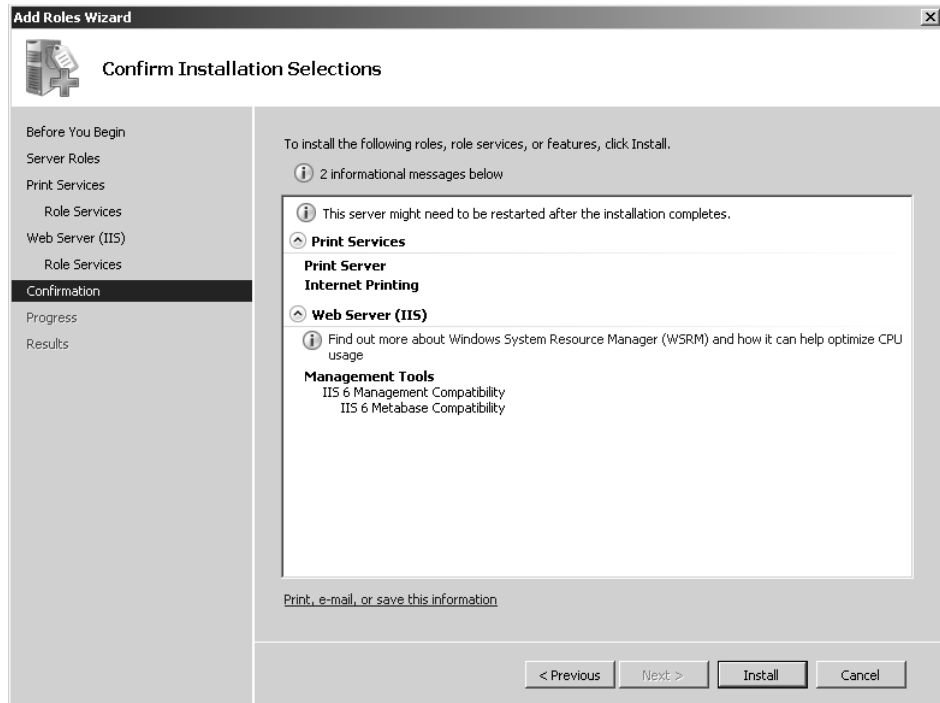 Add Roles Wizard
Confirm Installation Selections
Before You Begin
Server Roles
Print Services
Role Services
Web Server (IIS)
Role Services
Confirmation
Progress
Results
To install the following roles, role services, or features, click Install.
2 informational messages below
This server might need to be restarted after the installation completes.
Print Services
Print Server
Internet Printing
Web Server (IIS)
Find out more about Windows System Resource Manager (WSRM) and how it can help optimize CPU
usage
Management Tools
IIS 6 Management Compatibility
IIS 6 Metabase Compatibility
Print, e-mail, or save this information
< Previous
Next >
Install
Cancel